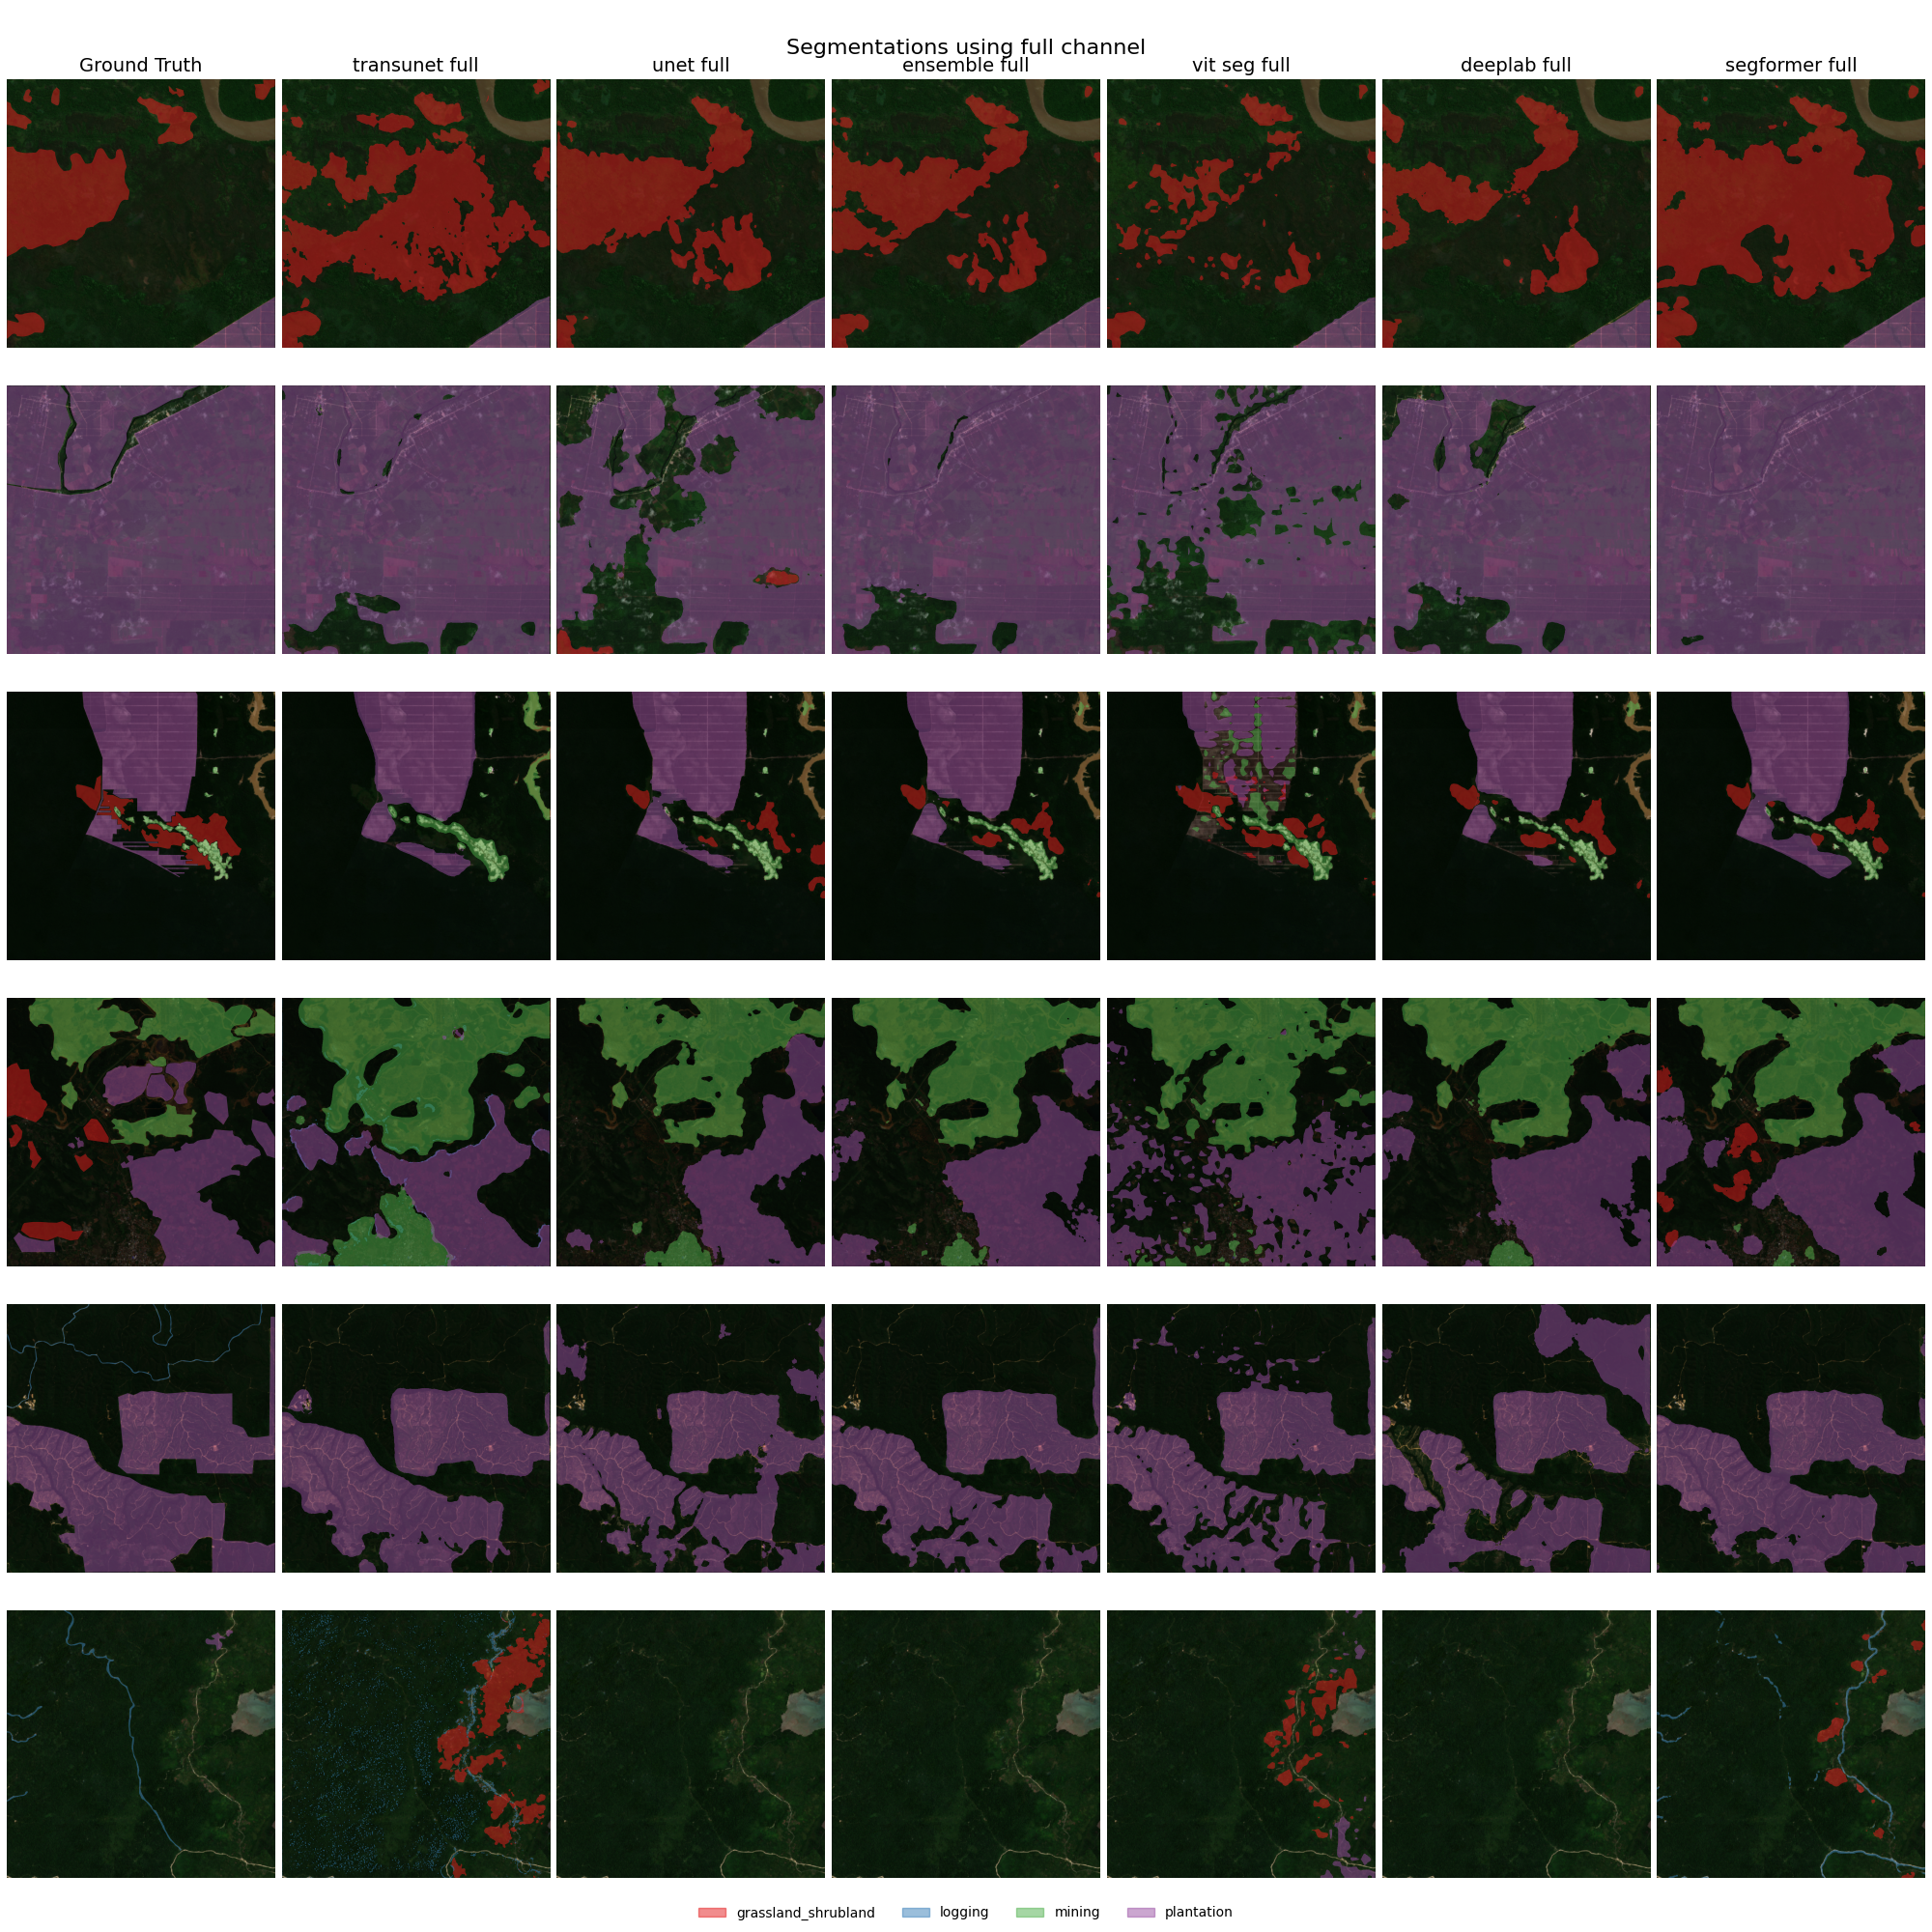 Segmentations using full channel
Ground Truth transunet full unet full ensemble full vit seg full deeplab full segformer full
grassland_shrubland logging mining plantation